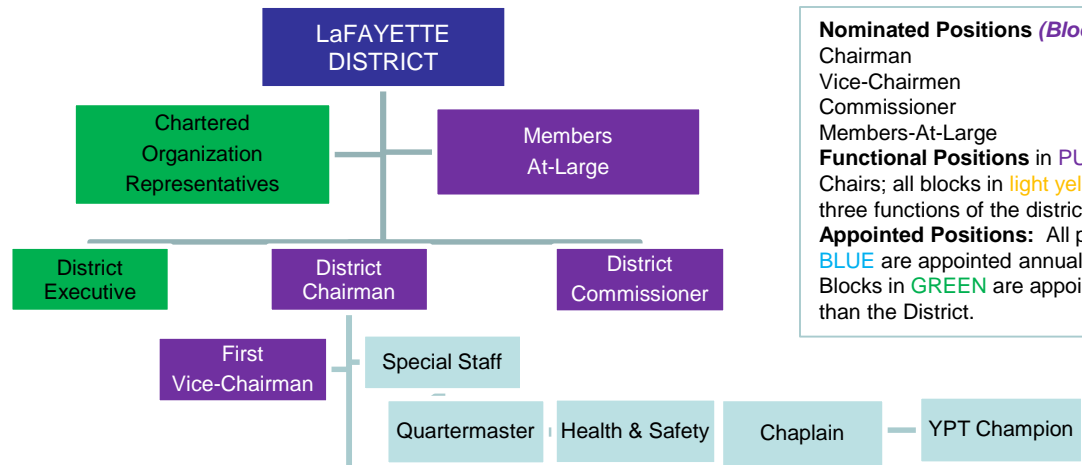 LaFAYETTE
DISTRICT
Chartered
Organization
Representatives
Members
At-Large
District
Executive
District
Chairman
District
Commissioner
First
Vice-Chairman
Special Staff
Quartermaster
Health & Safety
Chaplain
YPT Champion
Nominated Positions (Bloc
Chairman
Vice-Chairmen
Commissioner
Members-At-Large
Functional Positions in PU
Chairs; all blocks in light yel
three functions of the distric
Appointed Positions: All p
BLUE are appointed annual
Blocks in GREEN are appoi
than the District.